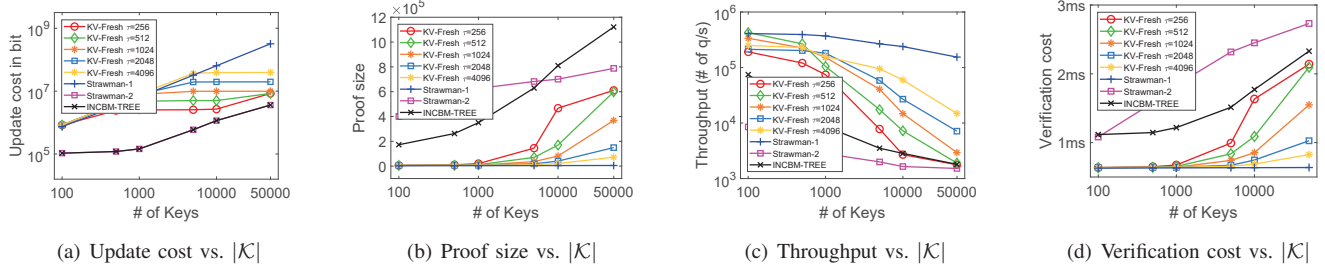 Update cost in bit
10^9
10^7
10^5
100
1000
10000
50000
# of Keys
KV-Fresh τ=256
KV-Fresh τ=512
KV-Fresh τ=1024
KV-Fresh τ=2048
KV-Fresh τ=4096
Strawman-1
Strawman-2
INCBM-TREE
(a) Update cost vs. |𝒦|
Proof size
×10^5
12
10
8
6
4
2
0
100
1000
10000
50000
# of Keys
KV-Fresh τ=256
KV-Fresh τ=512
KV-Fresh τ=1024
KV-Fresh τ=2048
KV-Fresh τ=4096
Strawman-1
Strawman-2
INCBM-TREE
(b) Proof size vs. |𝒦|
Throughput (# of q/s)
10^6
10^5
10^4
10^3
100
1000
10000
50000
# of Keys
KV-Fresh τ=256
KV-Fresh τ=512
KV-Fresh τ=1024
KV-Fresh τ=2048
KV-Fresh τ=4096
Strawman-1
Strawman-2
INCBM-TREE
(c) Throughput vs. |𝒦|
Verification cost
3ms
2ms
1ms
100
1000
10000
50000
# of Keys
KV-Fresh τ=256
KV-Fresh τ=512
KV-Fresh τ=1024
KV-Fresh τ=2048
KV-Fresh τ=4096
Strawman-1
Strawman-2
INCBM-TREE
(d) Verification cost vs. |𝒦|